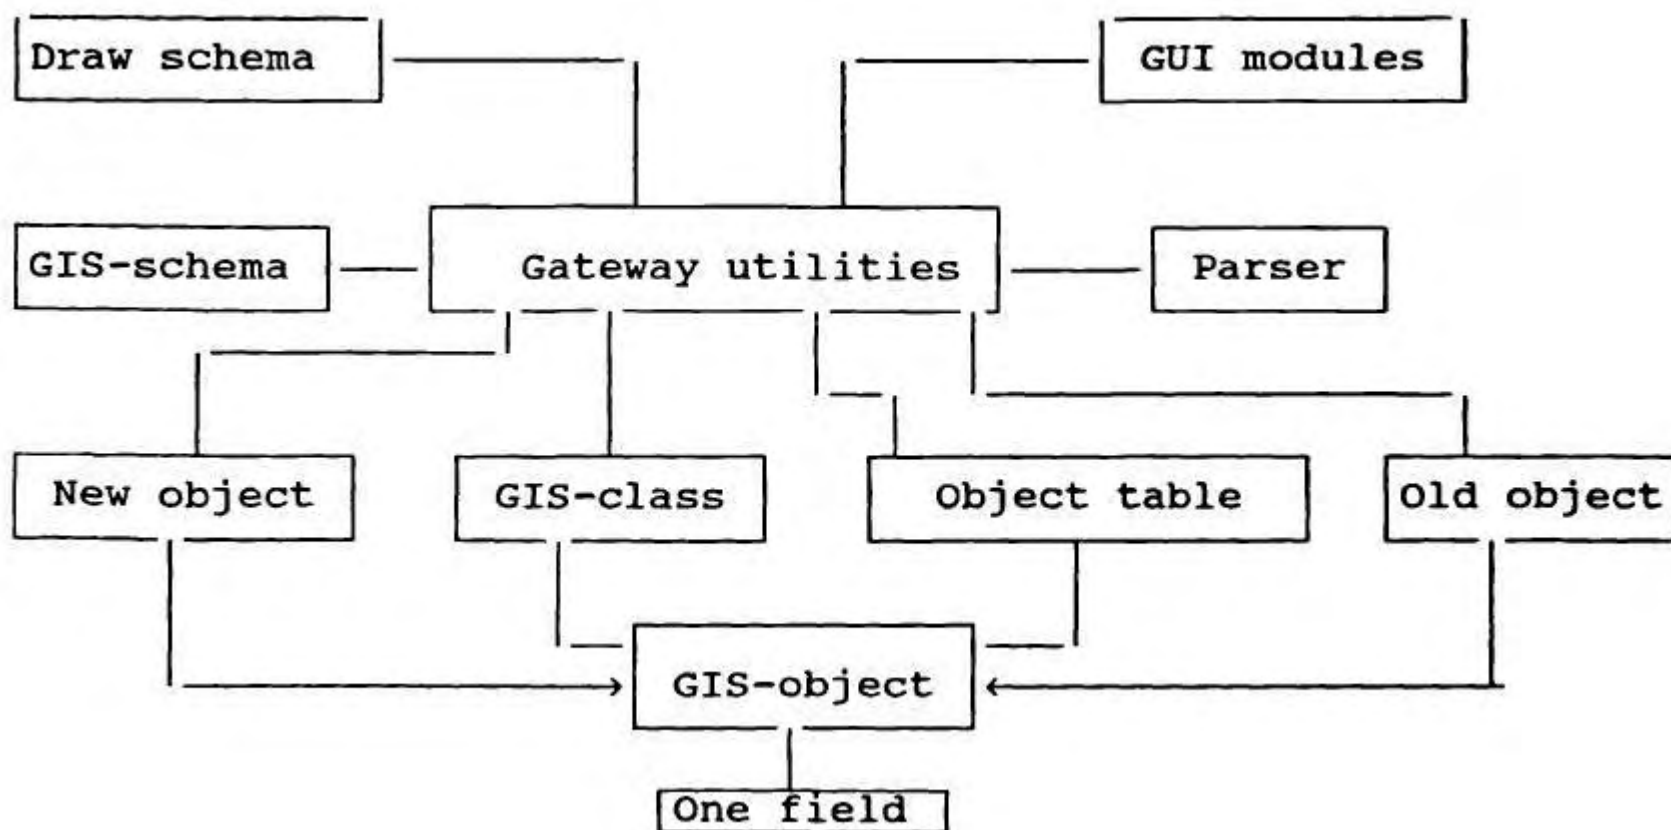 Draw schema
GUI modules
GIS-schema
Gateway utilities
Parser
New object
GIS-class
Object table
Old object
GIS-object
One field